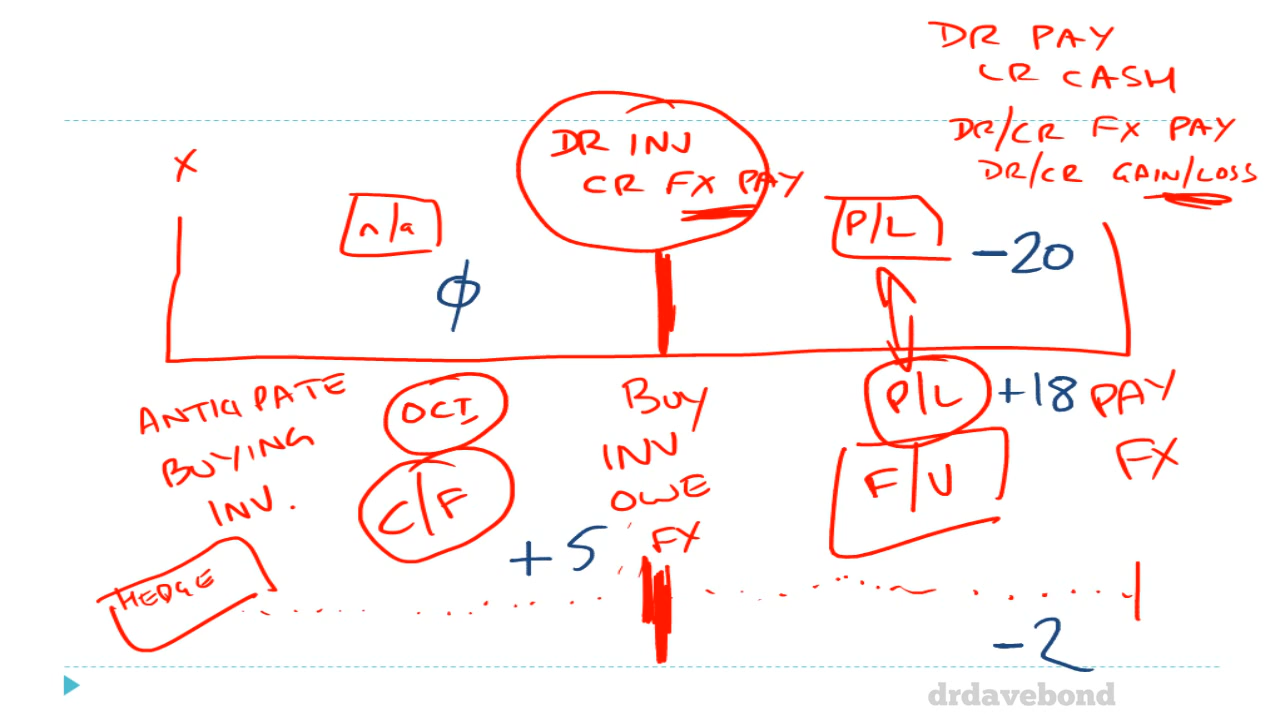 DR PAY
CR CASH
DR/CR FX PAY
DR/CR GAIN/LOSS
X
DR INV
CR FX PAY
n/a
P/L
-20
ϕ
ANTICIPATE
BUYING
INV.
HEDGE
OCI
C/F
+5
BUY
INV
OWE
FX
P/L
+18
F/V
PAY
FX
-2
drdavebond